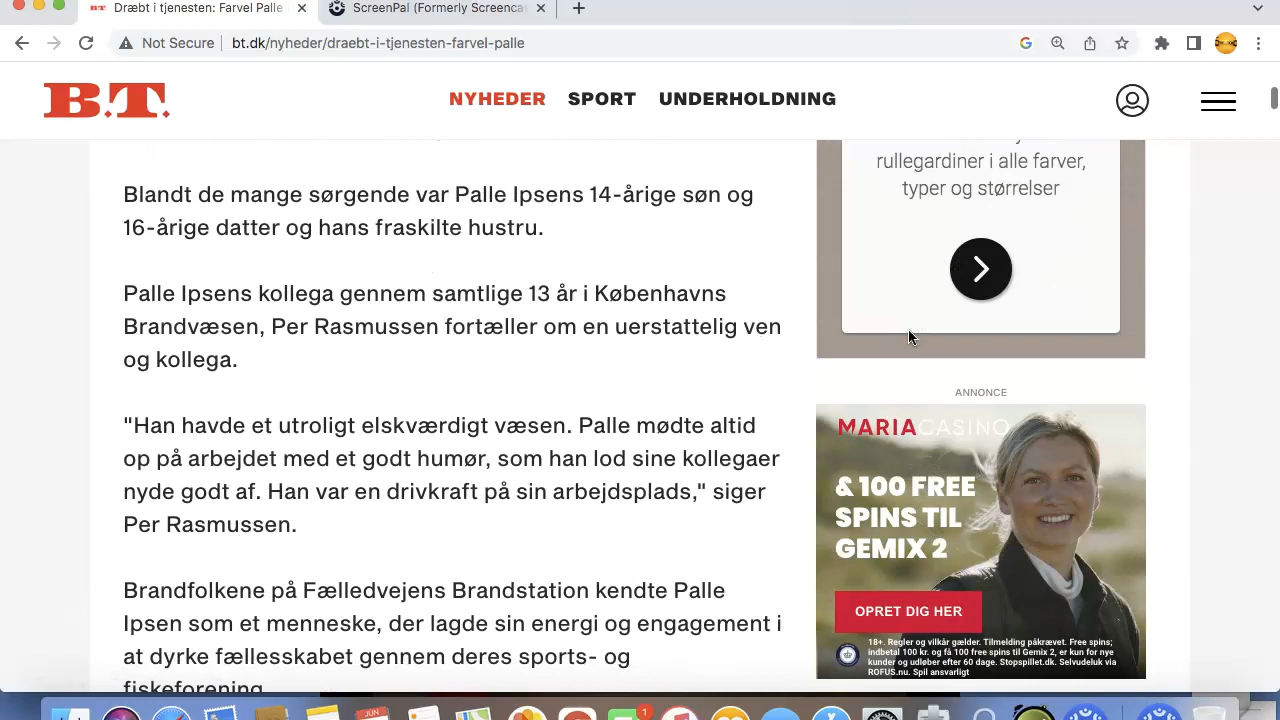 Dræbt i tjenesten: Farvel Palle
ScreenPal (Formerly Screencas
Not Secure
bt.dk/nyheder/draebt-i-tjenesten-farvel-palle
B.T.
NYHEDER
SPORT
UNDERHOLDNING
Blandt de mange sørgende var Palle Ipsens 14-årige søn og
16-årige datter og hans fraskilte hustru.
Palle Ipsens kollega gennem samtlige 13 år i Københavns
Brandvæsen, Per Rasmussen fortæller om en uerstattelig ven
og kollega.
"Han havde et utroligt elskværdigt væsen. Palle mødte altid
op på arbejdet med et godt humør, som han lod sine kollegaer
nyde godt af. Han var en drivkraft på sin arbejdsplads," siger
Per Rasmussen.
Brandfolkene på Fælledvejens Brandstation kendte Palle
Ipsen som et menneske, der lagde sin energi og engagement i
at dyrke fællesskabet gennem deres sports- og
fiskeforening
rullegardiner i alle farver,
typer og størrelser
ANNONCE
MARIACASINO
& 100 FREE
SPINS TIL
GEMIX 2
OPRET DIG HER
18+. Regler og vilkår gælder. Tilmelding påkrævet. Free spins;
indbetal 100 kr. og få 100 free spins til Gemix 2, er kun for nye
kunder og udløber efter 60 dage. Stopspillet.dk. Selvudeluk via
ROFUS.nu. Spil ansvarligt
JUN
1